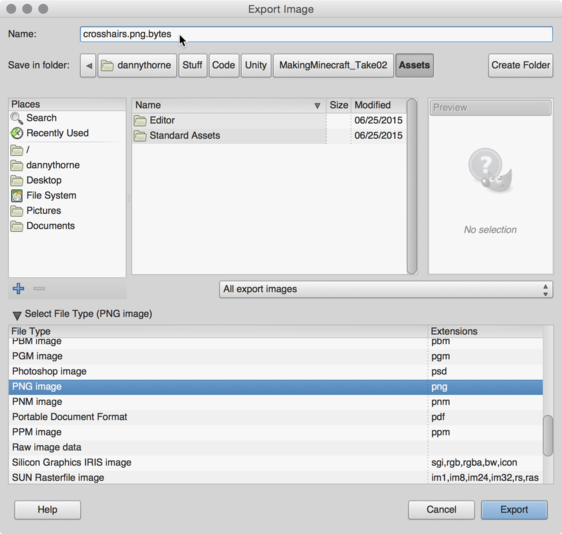 Export Image
Name: crosshairs.png.bytes
Save in folder: dannythorne Stuff Code Unity MakingMinecraft_Take02 Assets Create Folder
Places
Search
Recently Used
/
dannythorne
Desktop
File System
Pictures
Documents
Name Size Modified
Editor 06/25/2015
Standard Assets 06/25/2015
Preview
No selection
All export images
Select File Type (PNG image)
File Type Extensions
PBM image pbm
PGM image pgm
Photoshop image psd
PNG image png
PNM image pnm
Portable Document Format pdf
PPM image ppm
Raw image data
Silicon Graphics IRIS image sgi,rgb,rgba,bw,icon
SUN Rasterfile image im1,im8,im24,im32,rs,ras
Help Cancel Export